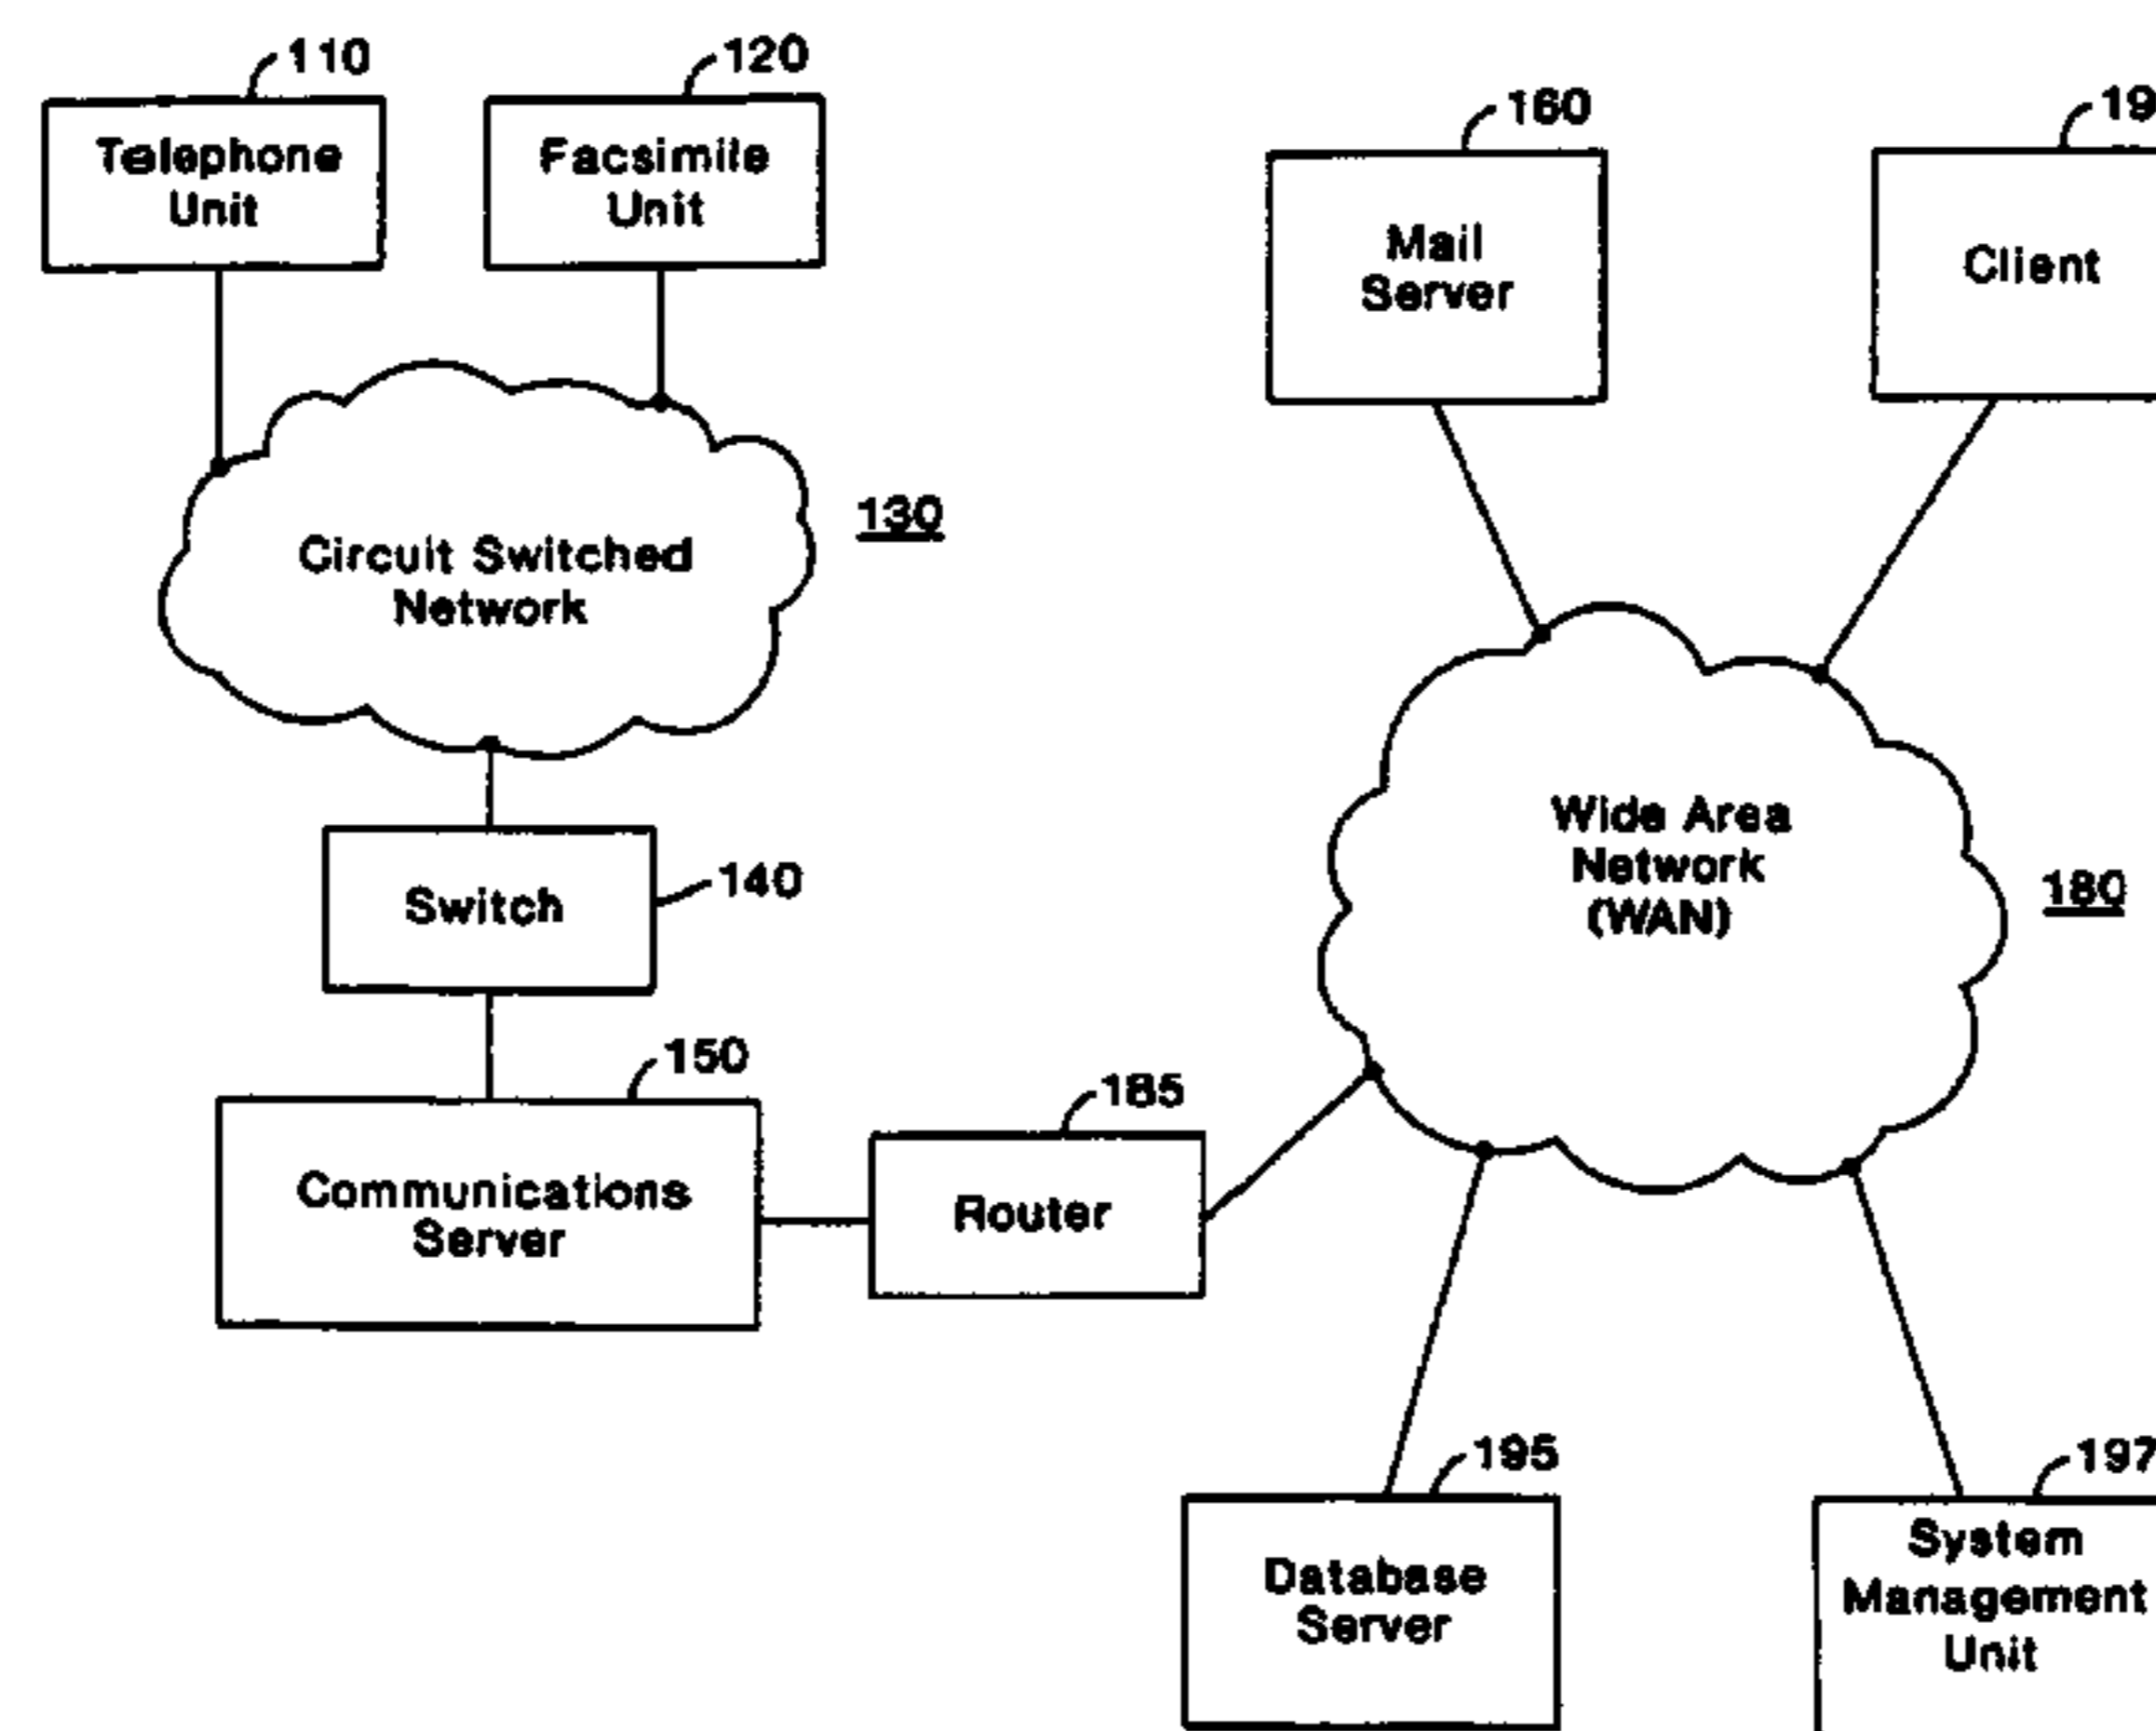 110
Telephone
Unit
120
Facsimile
Unit
160
Mail
Server
Client
Circuit Switched
Network
130
Wide Area
Network
(WAN)
180
Switch
140
150
Communications
Server
185
Router
195
Database
Server
197
System
Management
Unit